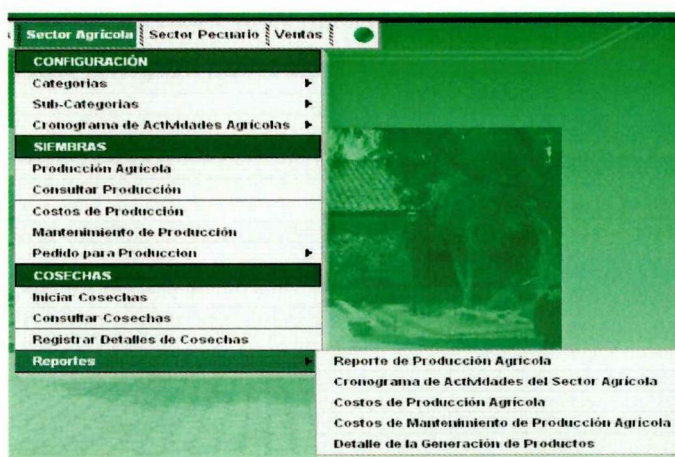 Sector Agrícola Sector Pecuario Ventas
CONFIGURACIÓN
Categorias
Sub-Categorias
Cronograma de Actividades Agrícolas
SIEMBRAS
Producción Agrícola
Consultar Producción
Costos de Producción
Mantenimiento de Producción
Pedido para Produccion
COSECHAS
Iniciar Cosechas
Consultar Cosechas
Registrar Detalles de Cosechas
Reportes
Reporte de Producción Agrícola
Cronograma de Actividades del Sector Agrícola
Costos de Producción Agrícola
Costos de Mantenimiento de Producción Agrícola
Detalle de la Generación de Productos